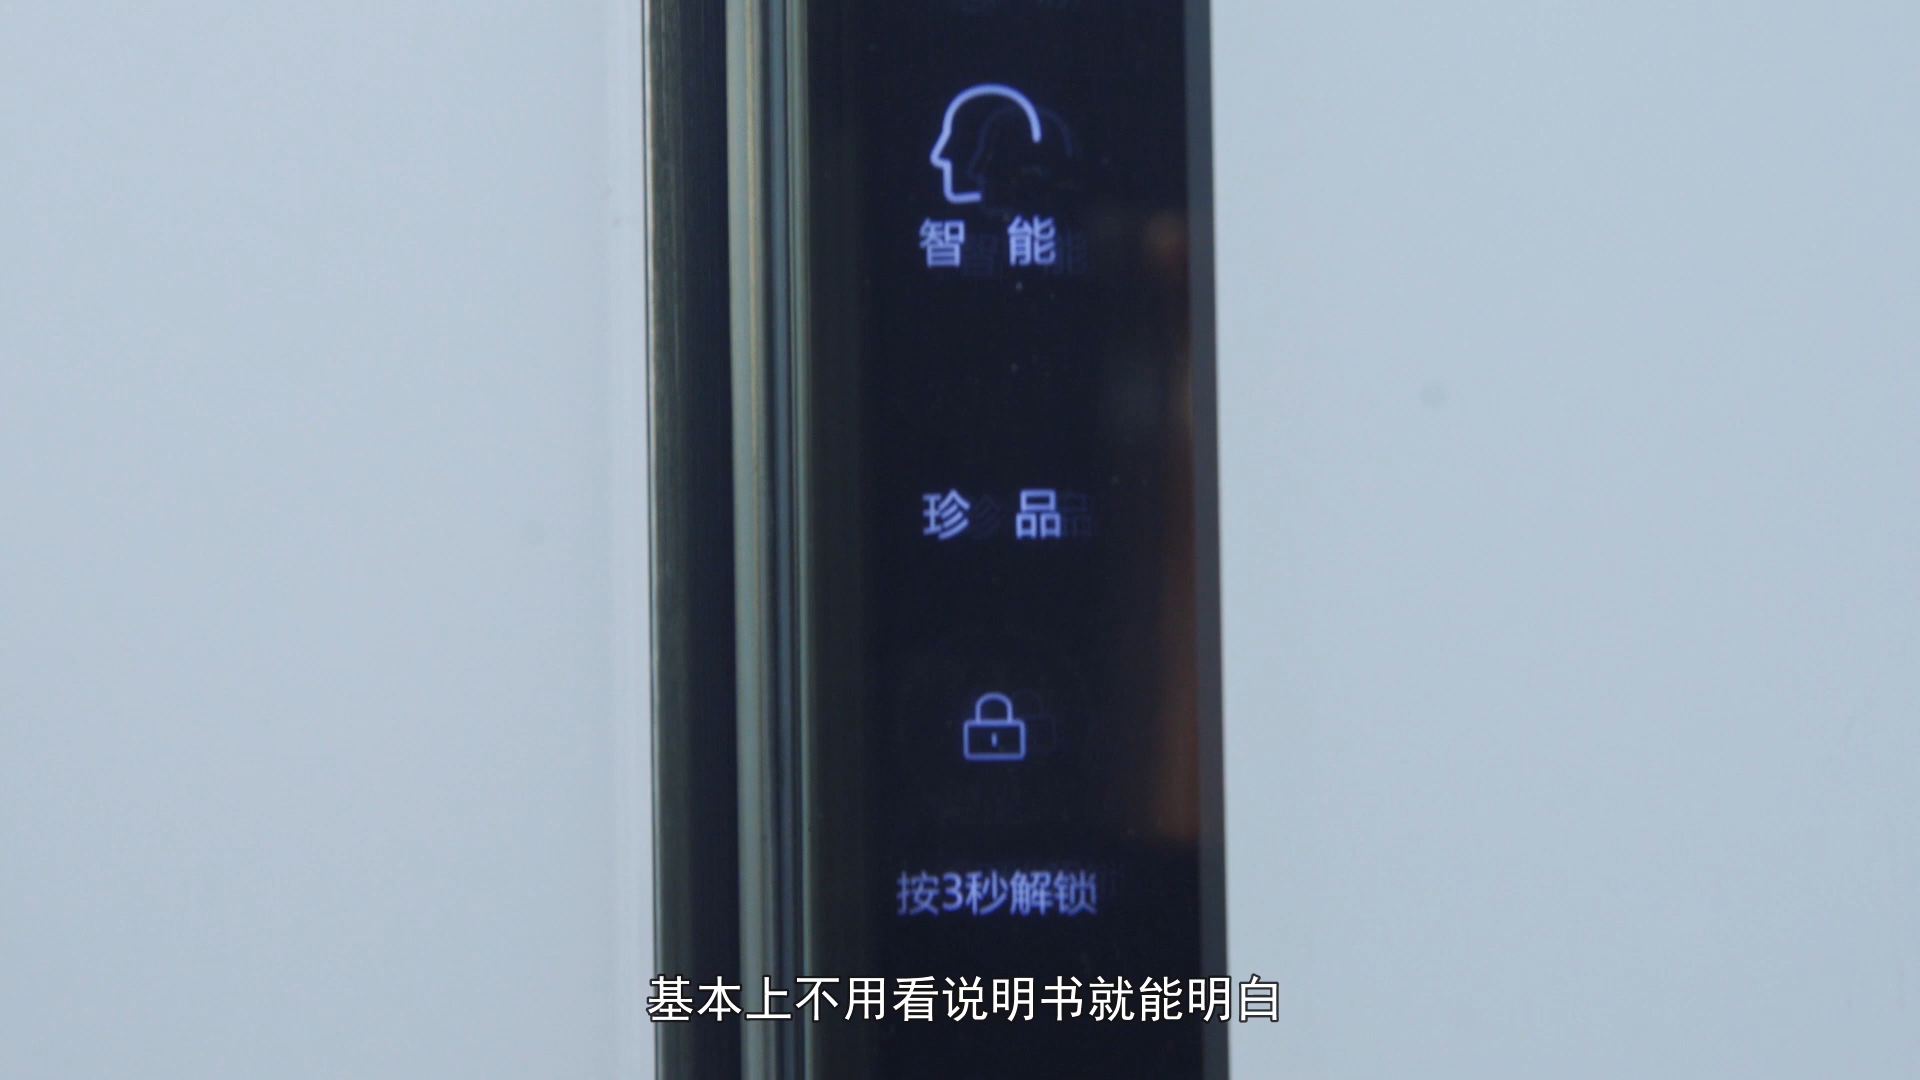 智 能
珍 品
按3秒解锁
基本上不用看说明书就能明白